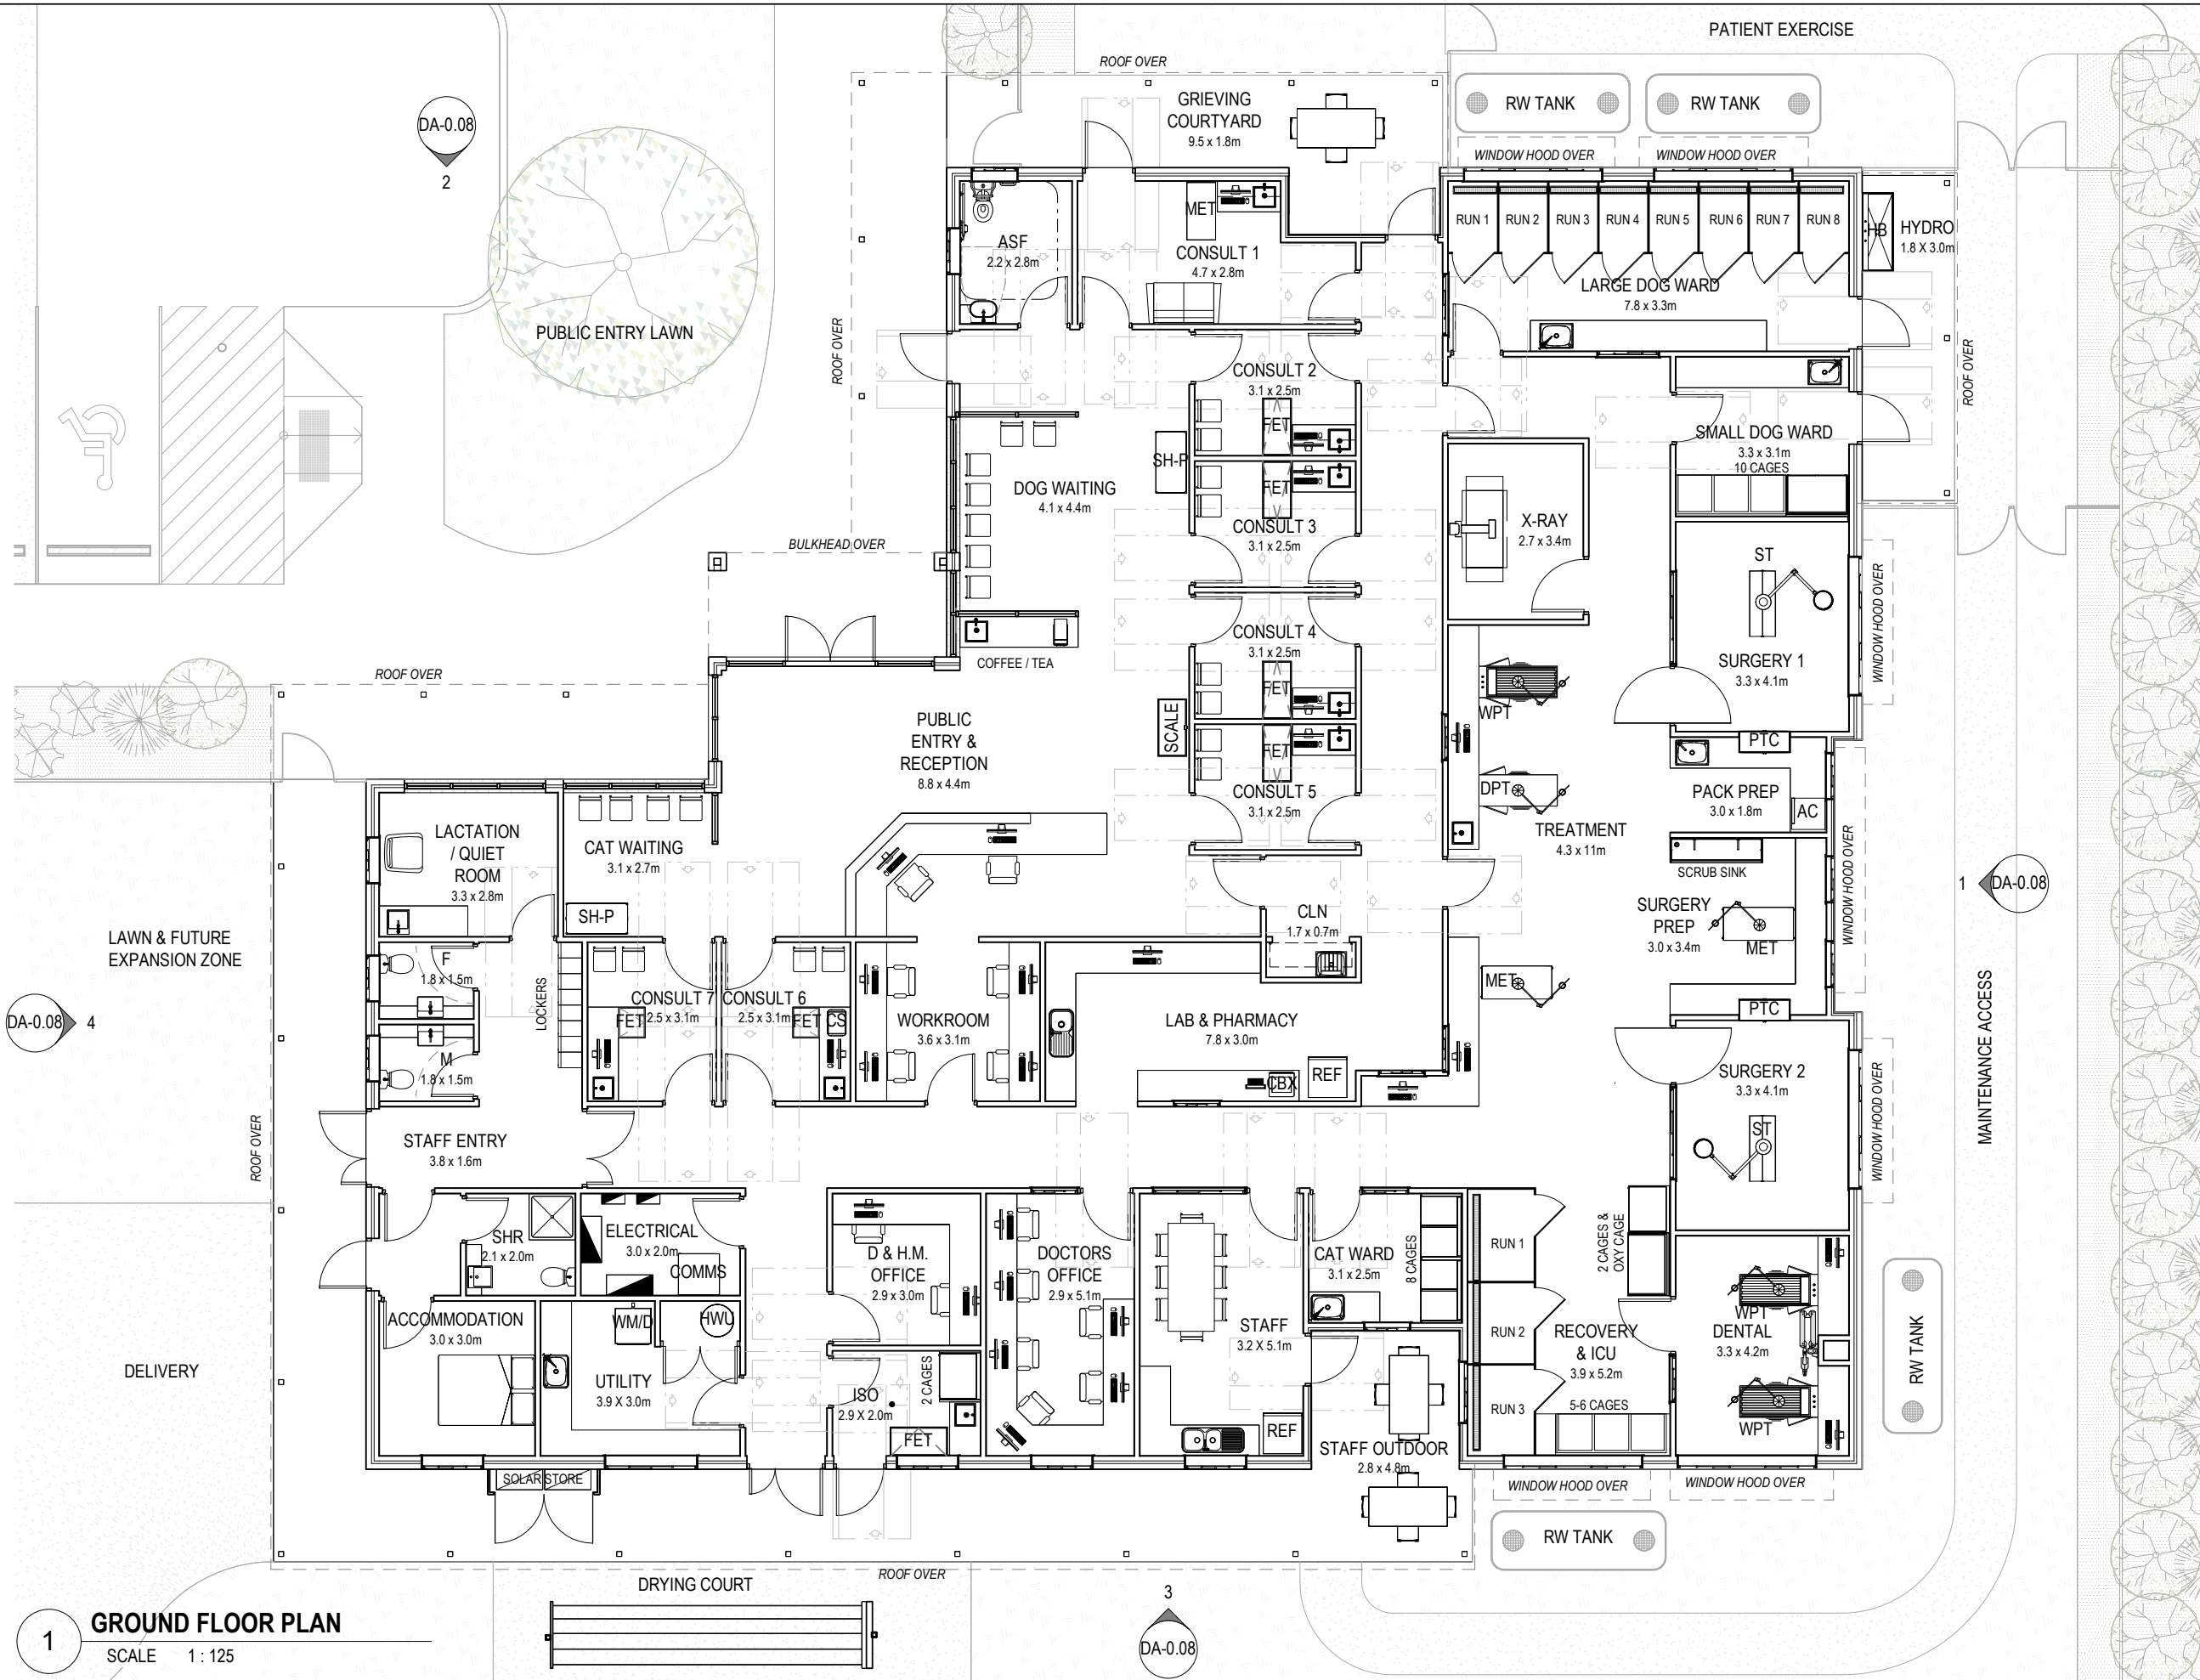 PATIENT EXERCISE
ROOF OVER
GRIEVING
COURTYARD
9.5 x 1.8m
RW TANK
RW TANK
WINDOW HOOD OVER
WINDOW HOOD OVER
DA-0.08
2
PUBLIC ENTRY LAWN
ROOF OVER
ASF
2.2 x 2.8m
MET
CONSULT 1
4.7 x 2.8m
RUN 1
RUN 2
RUN 3
RUN 4
RUN 5
RUN 6
RUN 7
RUN 8
LARGE DOG WARD
7.8 x 3.3m
HB
HYDRO
1.8 X 3.0m
ROOF OVER
CONSULT 2
3.1 x 2.5m
FET
SH-P
DOG WAITING
4.1 x 4.4m
FET
CONSULT 3
3.1 x 2.5m
SMALL DOG WARD
3.3 x 3.1m
10 CAGES
X-RAY
2.7 x 3.4m
ST
SURGERY 1
3.3 x 4.1m
WINDOW HOOD OVER
BULKHEAD OVER
COFFEE / TEA
CONSULT 4
3.1 x 2.5m
FET
SCALE
FET
CONSULT 5
3.1 x 2.5m
ROOF OVER
PUBLIC
ENTRY &
RECEPTION
8.8 x 4.4m
WPT
DPT
TREATMENT
4.3 x 11m
PTC
PACK PREP
3.0 x 1.8m
AC
SCRUB SINK
SURGERY
PREP
3.0 x 3.4m
MET
WINDOW HOOD OVER
1
DA-0.08
LACTATION
/ QUIET
ROOM
3.3 x 2.8m
CAT WAITING
3.1 x 2.7m
SH-P
CLN
1.7 x 0.7m
LAWN & FUTURE
EXPANSION ZONE
DA-0.08
4
F
1.8 x 1.5m
M
1.8 x 1.5m
LOCKERS
CONSULT 7
2.5 x 3.1m
FET
CONSULT 6
2.5 x 3.1m
FET
CS
WORKROOM
3.6 x 3.1m
LAB & PHARMACY
7.8 x 3.0m
CBX
REF
MET
PTC
SURGERY 2
3.3 x 4.1m
ST
WINDOW HOOD OVER
MAINTENANCE ACCESS
ROOF OVER
STAFF ENTRY
3.8 x 1.6m
SHR
2.1 x 2.0m
ELECTRICAL
3.0 x 2.0m
COMMS
D & H.M.
OFFICE
2.9 x 3.0m
DOCTORS
OFFICE
2.9 x 5.1m
STAFF
3.2 X 5.1m
REF
CAT WARD
3.1 x 2.5m
8 CAGES
RUN 1
RUN 2
RUN 3
2 CAGES &
OXY CAGE
RECOVERY
& ICU
3.9 x 5.2m
5-6 CAGES
WPT
DENTAL
3.3 x 4.2m
WPT
RW TANK
DELIVERY
ACCOMMODATION
3.0 x 3.0m
WM/D
HWU
UTILITY
3.9 X 3.0m
ISO
2.9 X 2.0m
2 CAGES
FET
STAFF OUTDOOR
2.8 x 4.8m
SOLAR STORE
WINDOW HOOD OVER
WINDOW HOOD OVER
RW TANK
ROOF OVER
DRYING COURT
3
DA-0.08
1
GROUND FLOOR PLAN
SCALE 1 : 125